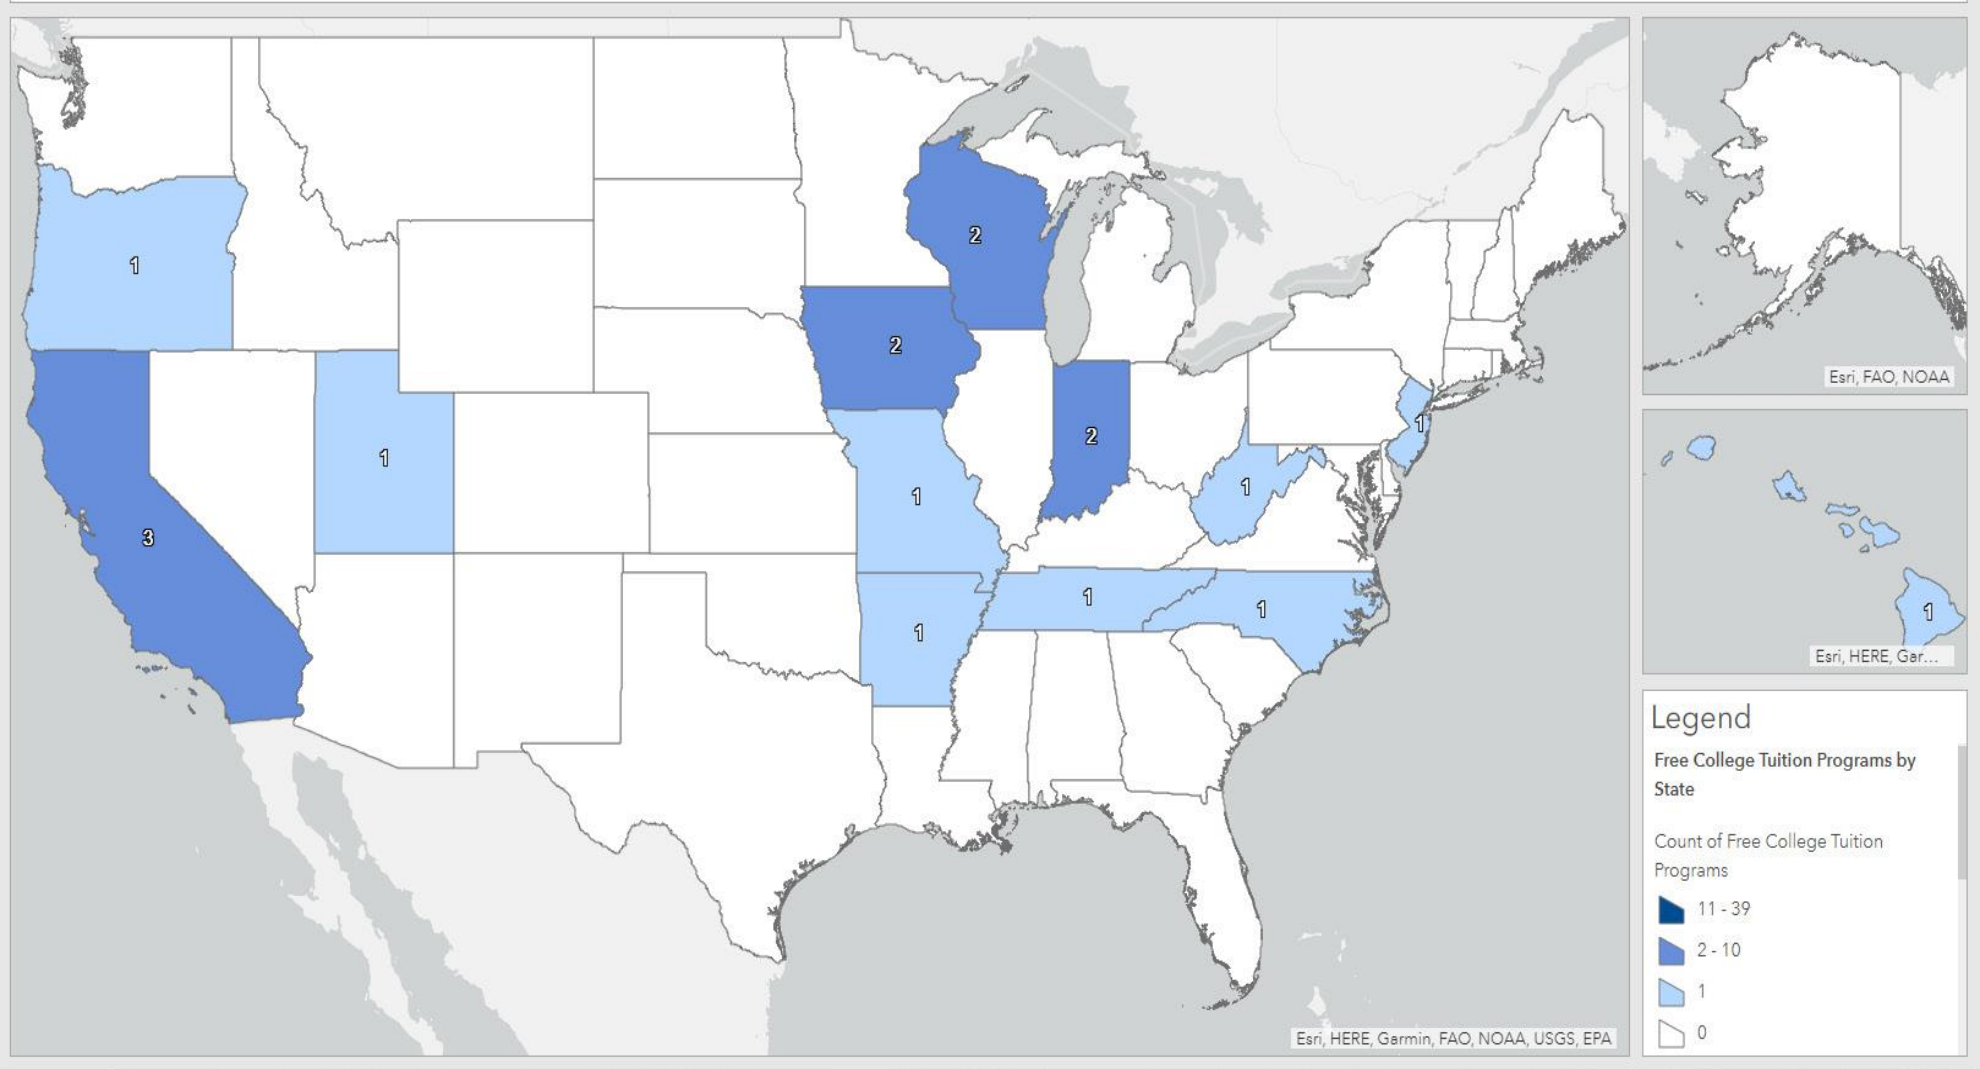 2
1
2
2
1
1
3
1
1
1
1
1
Esri, HERE, Garmin, FAO, NOAA, USGS, EPA
Esri, FAO, NOAA
1
Esri, HERE, Gar...
Legend
Free College Tuition Programs by
State
Count of Free College Tuition
Programs
11 - 39
2 - 10
1
0